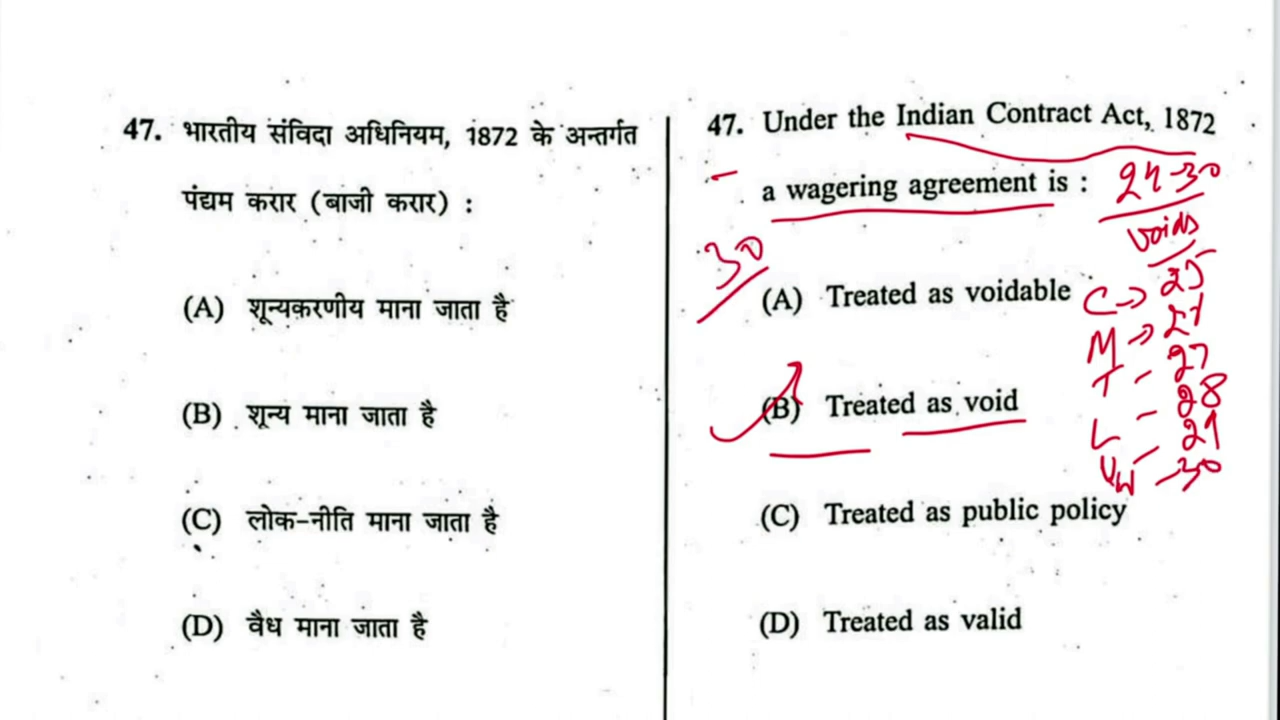 47. भारतीय संविदा अधिनियम, 1872 के अन्तर्गत
पंद्यम करार (बाजी करार) :
(A) शून्यकरणीय माना जाता है
(B) शून्य माना जाता है
(C) लोक-नीति माना जाता है
(D) वैध माना जाता है
47. Under the Indian Contract Act, 1872
a wagering agreement is :
(A) Treated as voidable
(B) Treated as void
(C) Treated as public policy
(D) Treated as valid
30
24-30
voids
C → 25
M →
T - 27
L - 28
- 29
UW - 30